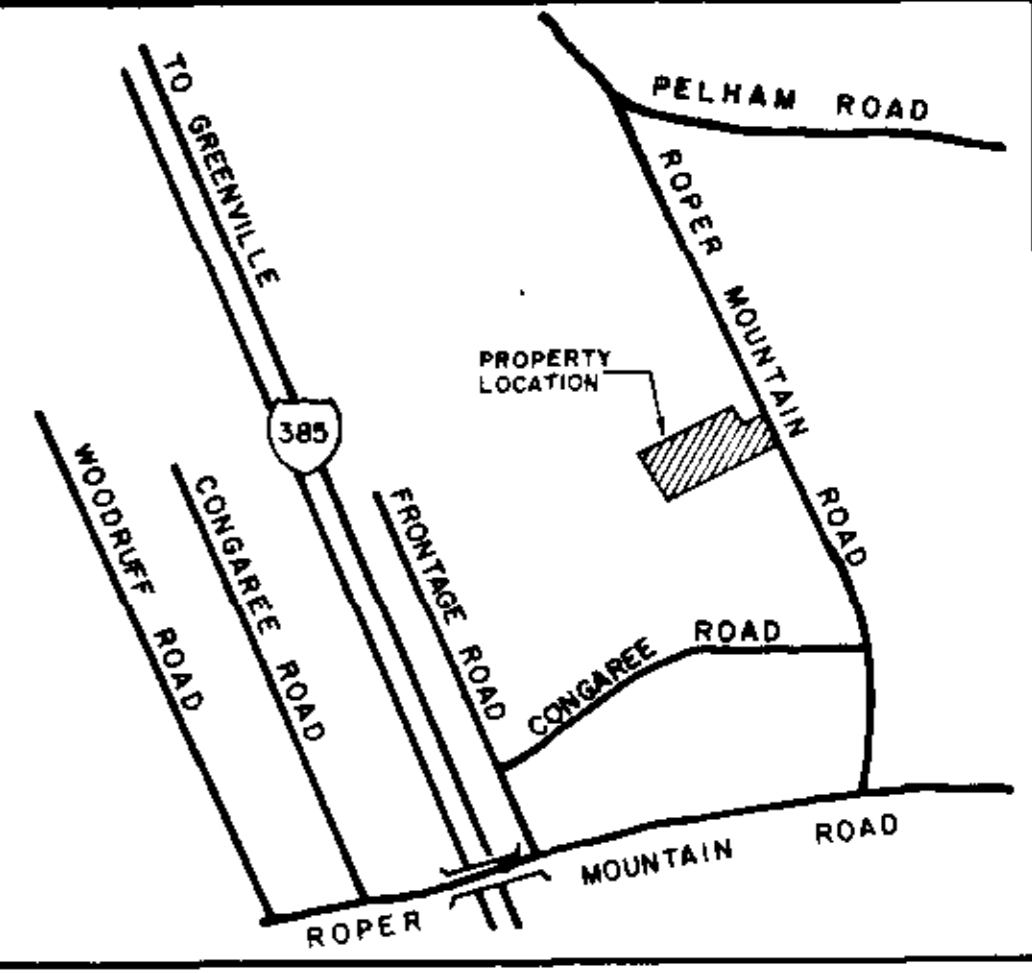 TO GREENVILLE
PELHAM ROAD
ROPER MOUNTAIN ROAD
PROPERTY
LOCATION
385
WOODRUFF ROAD
CONGAREE ROAD
FRONTAGE ROAD
CONGAREE ROAD
ROPER MOUNTAIN ROAD